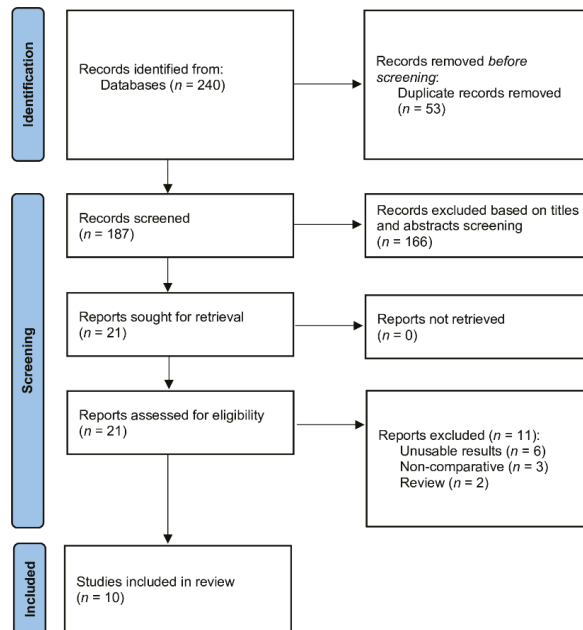 Identification
Records identified from:
Databases (n = 240)
Records removed before
screening:
Duplicate records removed
(n = 53)
Screening
Records screened
(n = 187)
Records excluded based on titles
and abstracts screening
(n = 166)
Reports sought for retrieval
(n = 21)
Reports not retrieved
(n = 0)
Reports assessed for eligibility
(n = 21)
Reports excluded (n = 11):
Unusable results (n = 6)
Non-comparative (n = 3)
Review (n = 2)
Included
Studies included in review
(n = 10)